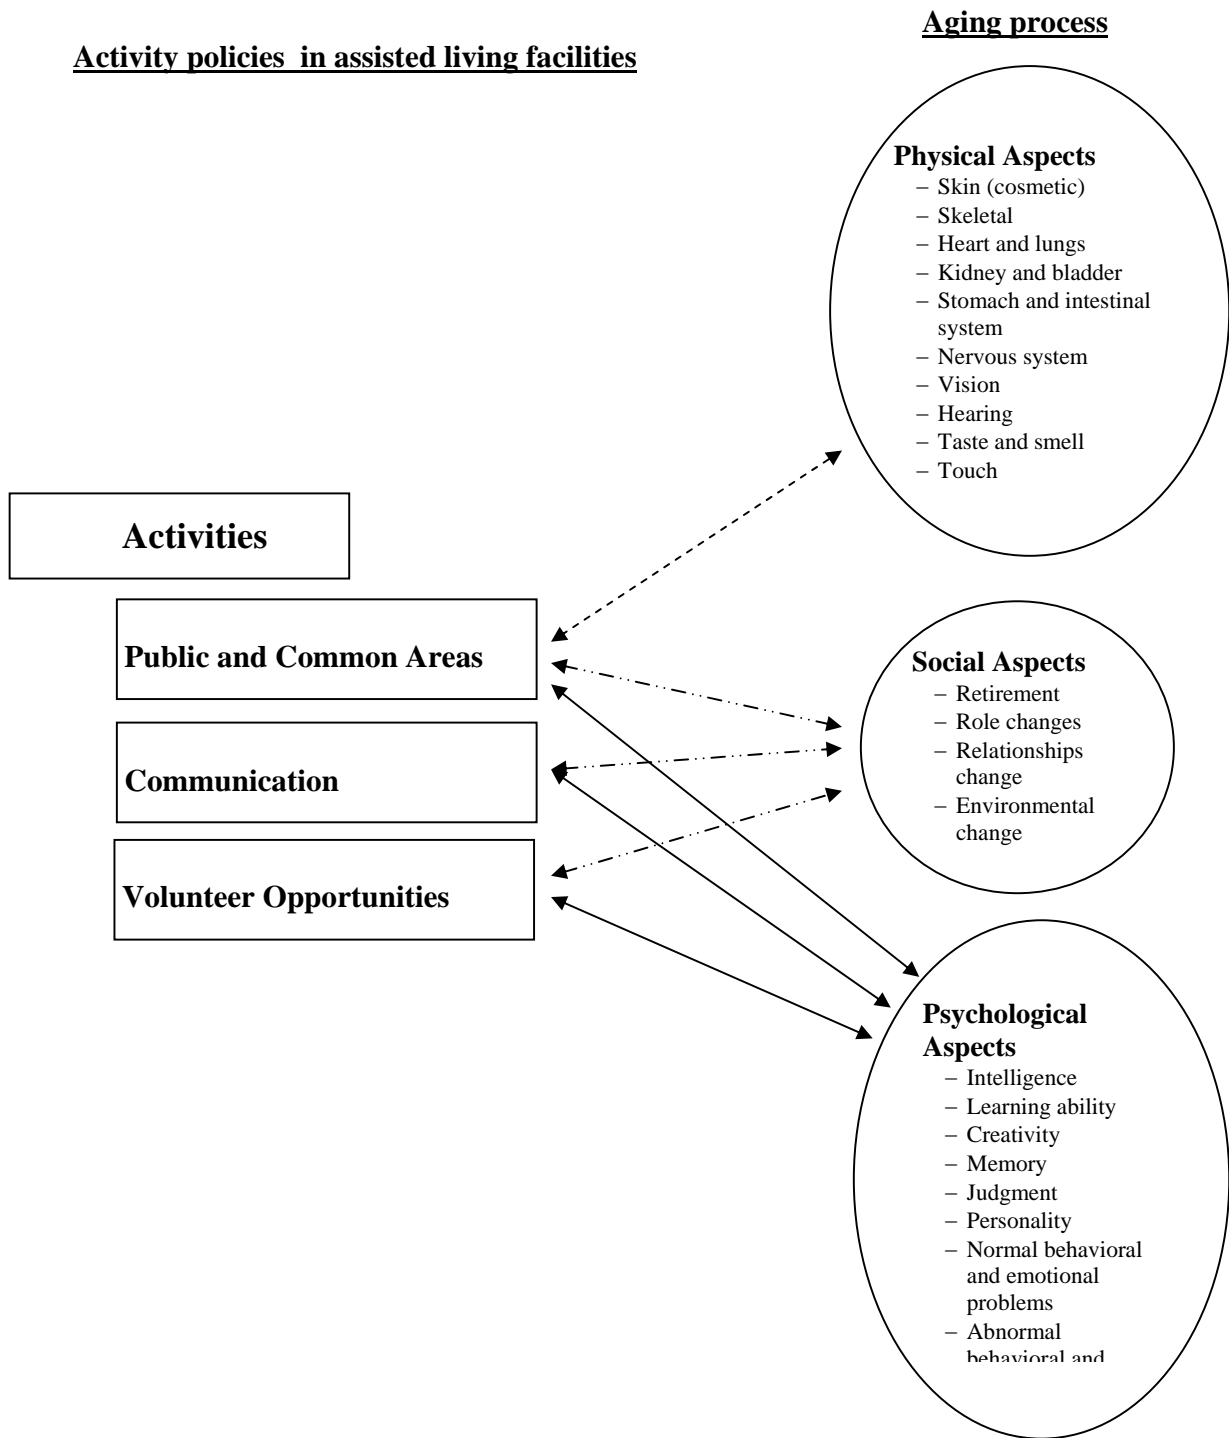 Aging process
Activity policies in assisted living facilities
Physical Aspects
– Skin (cosmetic)
– Skeletal
– Heart and lungs
– Kidney and bladder
– Stomach and intestinal
system
– Nervous system
– Vision
– Hearing
– Taste and smell
– Touch
Activities
Public and Common Areas
Communication
Volunteer Opportunities
Social Aspects
– Retirement
– Role changes
– Relationships
change
– Environmental
change
Psychological
Aspects
– Intelligence
– Learning ability
– Creativity
– Memory
– Judgment
– Personality
– Normal behavioral
and emotional
problems
– Abnormal
behavioral and